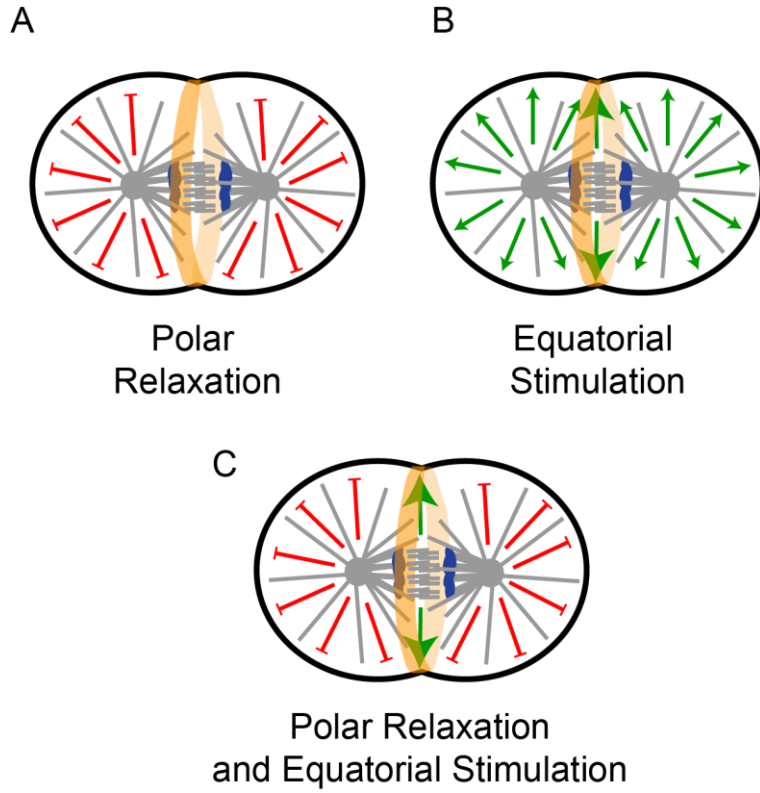 A
B
Polar
Relaxation
Equatorial
Stimulation
C
Polar Relaxation
and Equatorial Stimulation